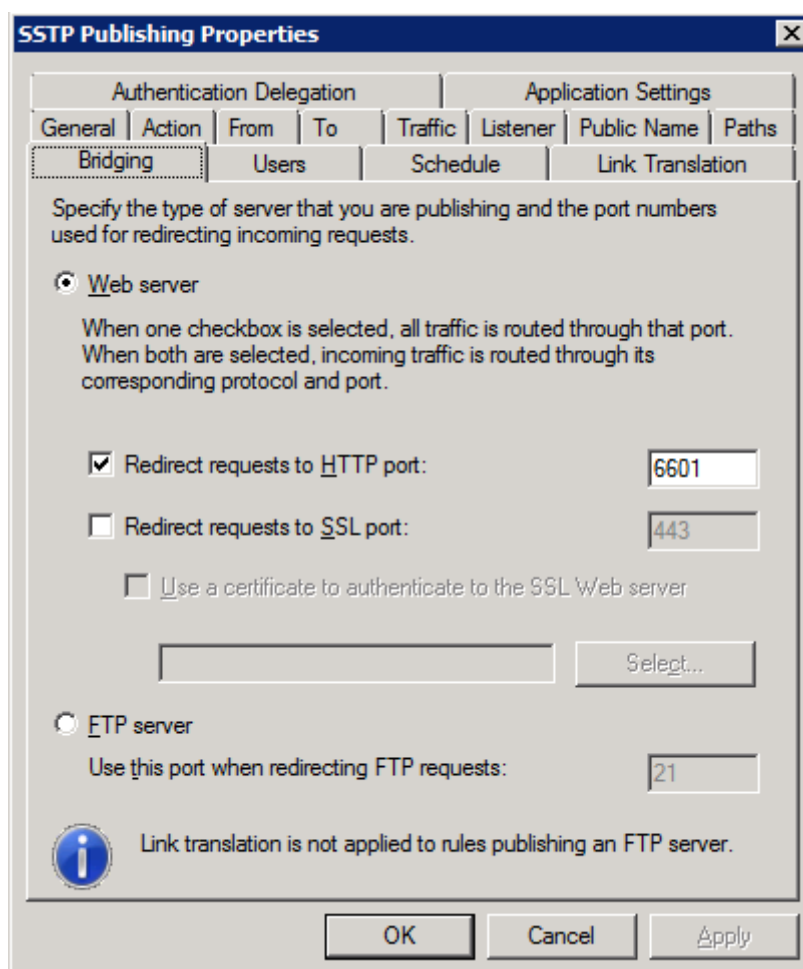 SSTP Publishing Properties
Authentication Delegation Application Settings
General Action From To Traffic Listener Public Name Paths
Bridging Users Schedule Link Translation
Specify the type of server that you are publishing and the port numbers
used for redirecting incoming requests.
Web server
When one checkbox is selected, all traffic is routed through that port.
When both are selected, incoming traffic is routed through its
corresponding protocol and port.
Redirect requests to HTTP port: 6601
Redirect requests to SSL port: 443
Use a certificate to authenticate to the SSL Web server
Select...
FTP server
Use this port when redirecting FTP requests: 21
Link translation is not applied to rules publishing an FTP server.
OK Cancel Apply